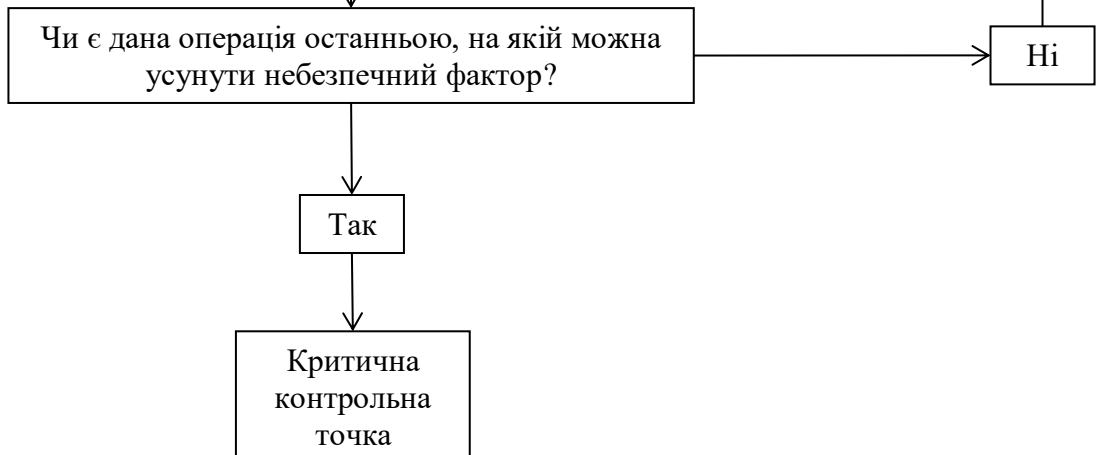 Чи є дана операція останньою, на якій можна
усунути небезпечний фактор?
Ні
Так
Критична
контрольна
точка